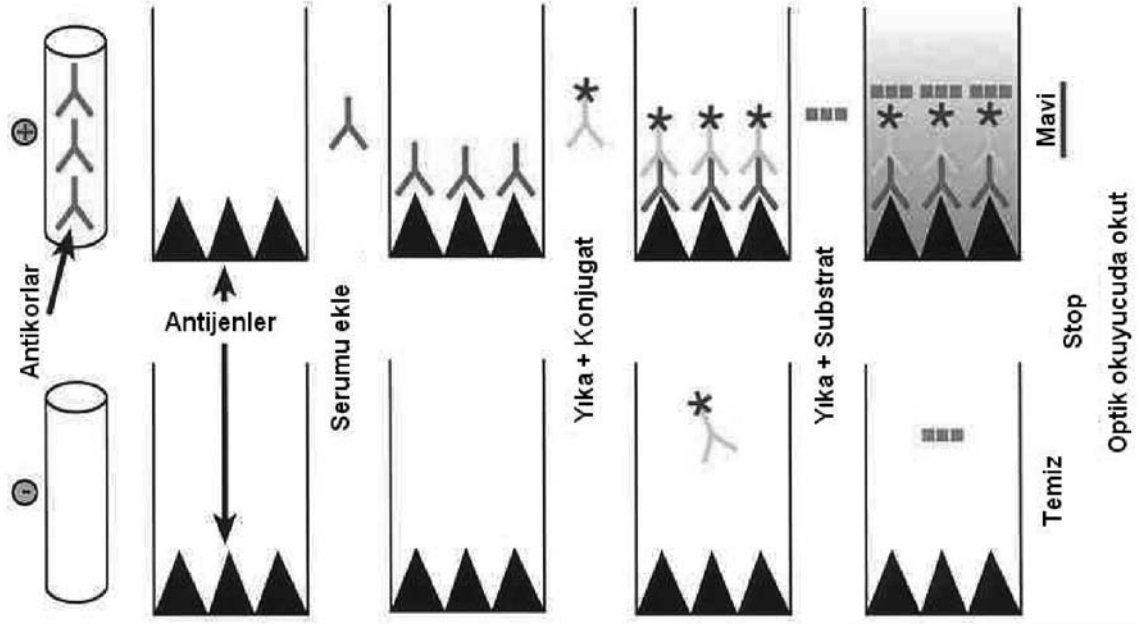 +
Antikorlar
Antijenler
Serumu ekle
Yıka + Konjugat
Yıka + Substrat
Mavi
Stop
Optik okuyucuda okut
-
Temiz